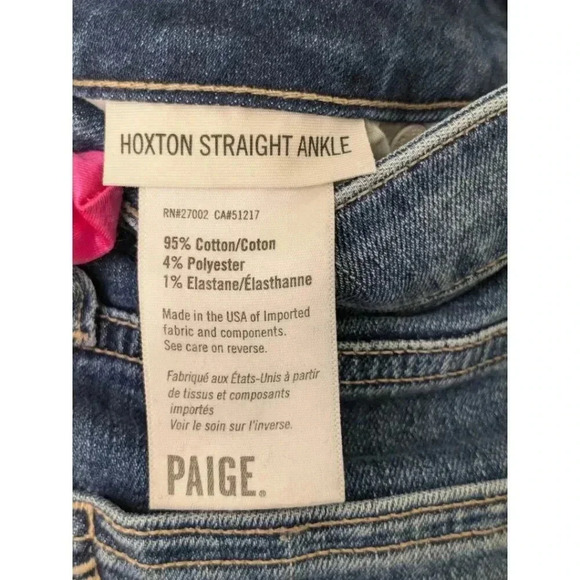 HOXTON STRAIGHT ANKLE
RN#27002 CA#51217
95% Cotton/Coton
4% Polyester
1% Elastane/Élasthanne
Made in the USA of Imported
fabric and components.
See care on reverse.
Fabriqué aux États-Unis à partir
de tissus et composants
importés
Voir le soin sur l'inverse.
PAIGE®